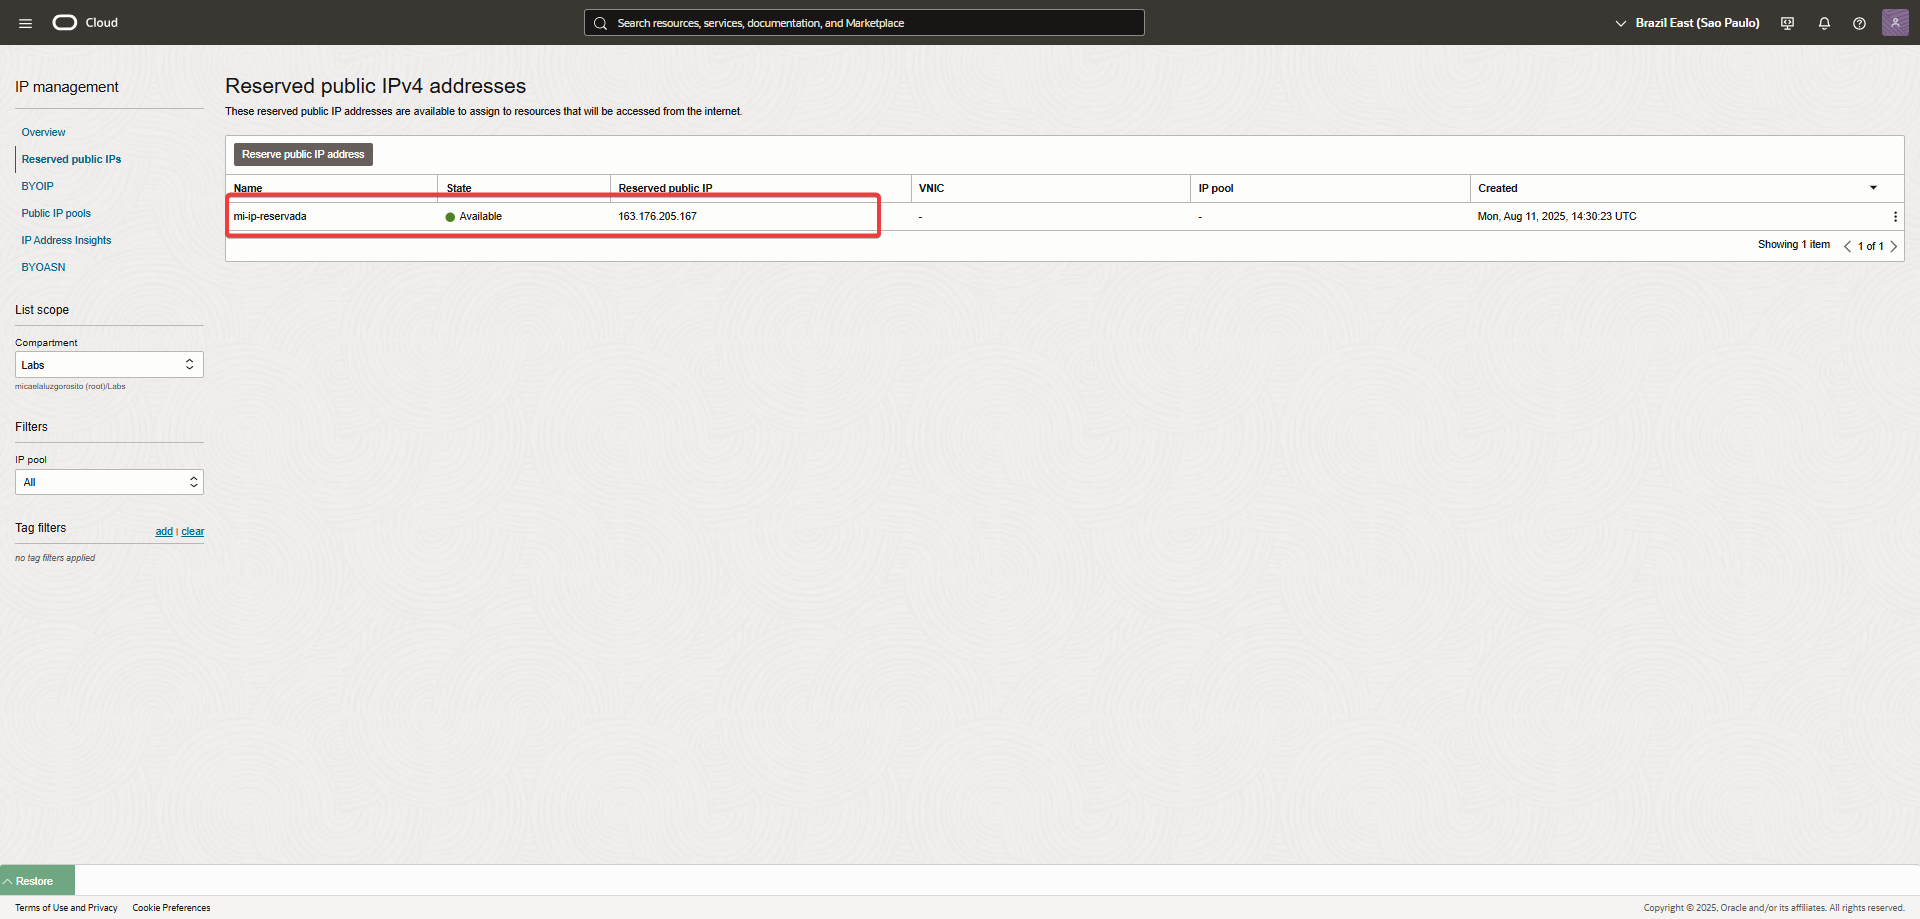 Cloud
Search resources, services, documentation, and Marketplace
Brazil East (Sao Paulo)
IP management
Overview
Reserved public IPs
BYOIP
Public IP pools
IP Address Insights
BYOASN
List scope
Compartment
Labs
micaelaluzgorosito (root)/Labs
Filters
IP pool
All
Tag filters
add | clear
no tag filters applied
Reserved public IPv4 addresses
These reserved public IP addresses are available to assign to resources that will be accessed from the internet.
Reserve public IP address
Name State Reserved public IP VNIC IP pool Created
mi-ip-reservada Available 163.176.205.167 - - Mon, Aug 11, 2025, 14:30:23 UTC
Showing 1 item 1 of 1
Restore
Terms of Use and Privacy Cookie Preferences
Copyright © 2025, Oracle and/or its affiliates. All rights reserved.